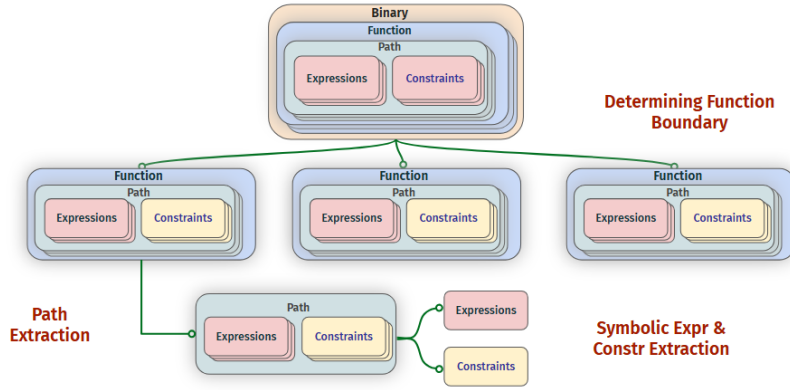 Binary
Function
Path
Expressions
Constraints
Determining Function
Boundary
Function
Path
Expressions
Constraints
Function
Path
Expressions
Constraints
Function
Path
Expressions
Constraints
Path
Extraction
Path
Expressions
Constraints
Expressions
Constraints
Symbolic Expr &
Constr Extraction